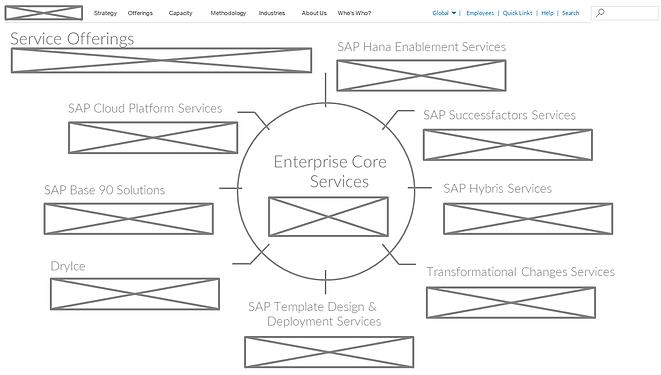 Strategy Offerings Capacity Methodology Industries About Us Who's Who?
Global | Employees | Quick Links | Help | Search
Service Offerings
SAP Hana Enablement Services
SAP Cloud Platform Services
SAP Successfactors Services
Enterprise Core
Services
SAP Base 90 Solutions
SAP Hybris Services
DryIce
Transformational Changes Services
SAP Template Design &
Deployment Services